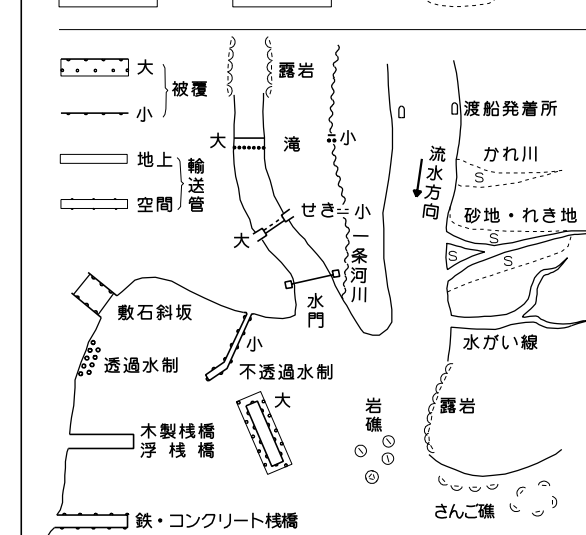 大
小
被覆
地上
空間
輸送管
露岩
大 滝
小
せき
小
大
一条河川
水門
渡船発着所
流水方向
かれ川
S
砂地・れき地
S
S
S
水がい線
敷石斜坂
透過水制
小
不透過水制
大
木製桟橋
浮桟橋
鉄・コンクリート桟橋
岩礁
露岩
さんご礁